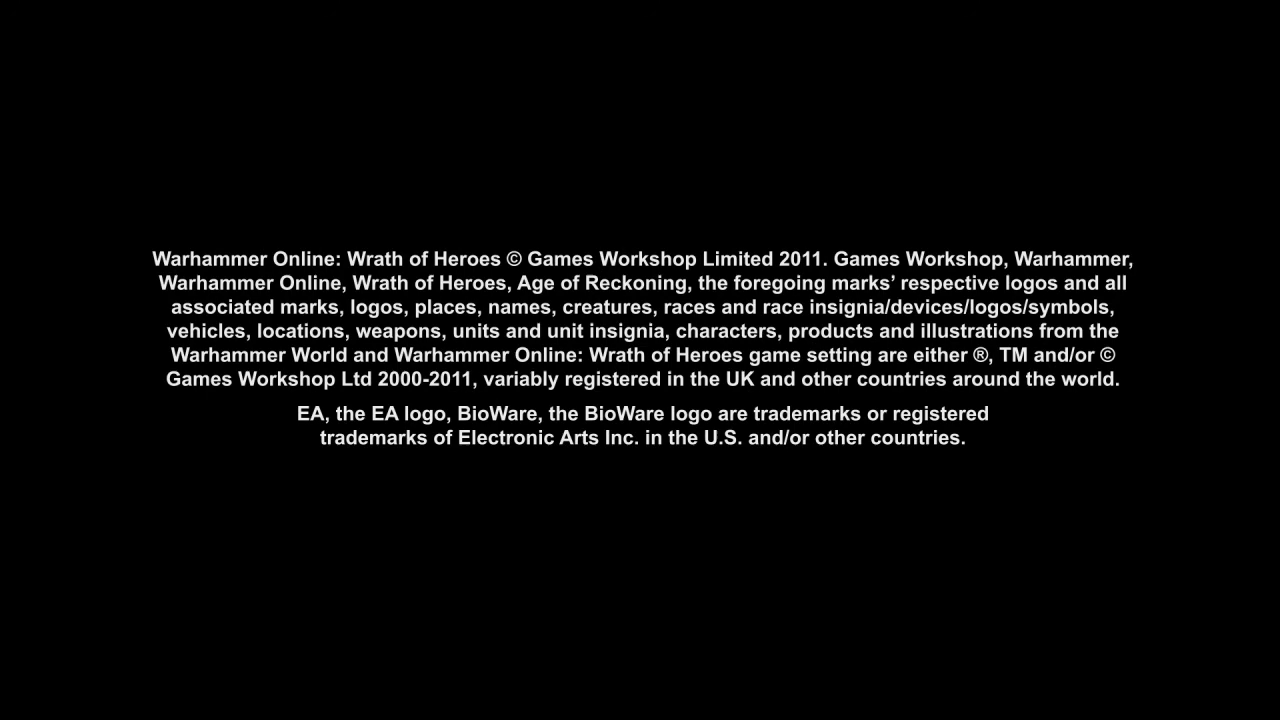 Warhammer Online: Wrath of Heroes © Games Workshop Limited 2011. Games Workshop, Warhammer,
Warhammer Online, Wrath of Heroes, Age of Reckoning, the foregoing marks’ respective logos and all
associated marks, logos, places, names, creatures, races and race insignia/devices/logos/symbols,
vehicles, locations, weapons, units and unit insignia, characters, products and illustrations from the
Warhammer World and Warhammer Online: Wrath of Heroes game setting are either ®, TM and/or ©
Games Workshop Ltd 2000-2011, variably registered in the UK and other countries around the world.
EA, the EA logo, BioWare, the BioWare logo are trademarks or registered
trademarks of Electronic Arts Inc. in the U.S. and/or other countries.